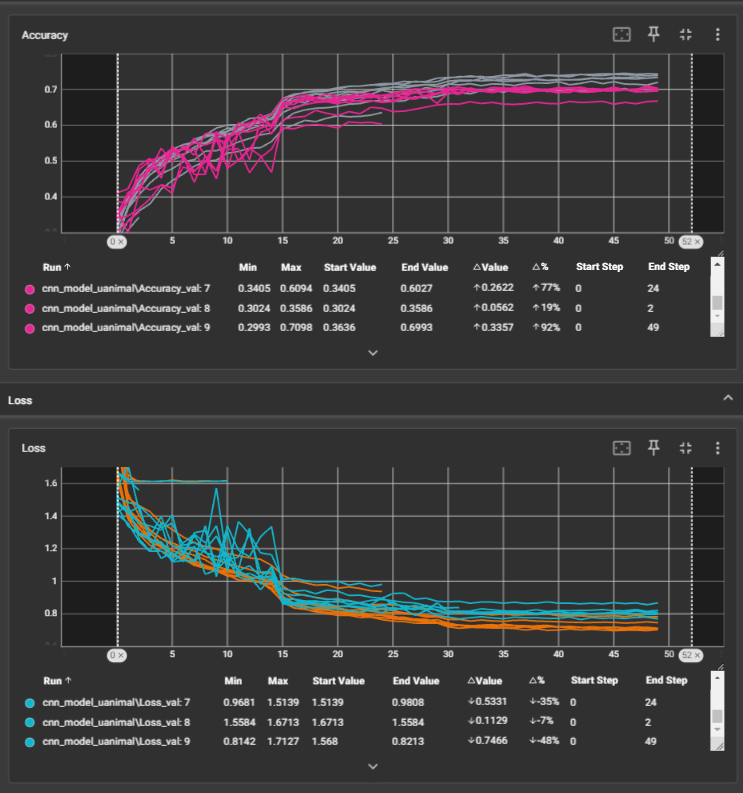 Accuracy
0.7
0.6
0.5
0.4
0 × 5 10 15 20 25 30 35 40 45 50 52 ×
Run ↑ Min Max Start Value End Value △Value △% Start Step End Step
cnn_model_uanimal\Accuracy_val: 7 0.3405 0.6094 0.3405 0.6027 ↑0.2622 ↑77% 0 24
cnn_model_uanimal\Accuracy_val: 8 0.3024 0.3586 0.3024 0.3586 ↑0.0562 ↑19% 0 2
cnn_model_uanimal\Accuracy_val: 9 0.2993 0.7098 0.3636 0.6993 ↑0.3357 ↑92% 0 49
Loss
Loss
1.6
1.4
1.2
1
0.8
0 × 5 10 15 20 25 30 35 40 45 50 52 ×
Run ↑ Min Max Start Value End Value △Value △% Start Step End Step
cnn_model_uanimal\Loss_val: 7 0.9681 1.5139 1.5139 0.9808 ↓0.5331 ↓-35% 0 24
cnn_model_uanimal\Loss_val: 8 1.5584 1.6713 1.6713 1.5584 ↓0.1129 ↓-7% 0 2
cnn_model_uanimal\Loss_val: 9 0.8142 1.7127 1.568 0.8213 ↓0.7466 ↓-48% 0 49